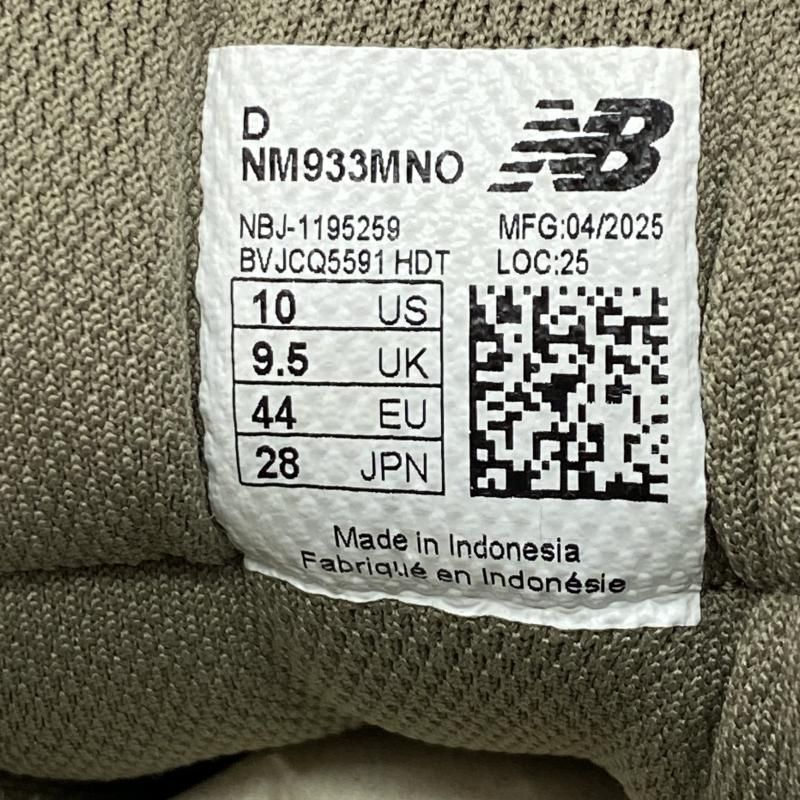 D
NM933MNO
NB
NBJ-1195259
MFG:04/2025
BVJCQ5591 HDT
LOC:25
10 US
9.5 UK
44 EU
28 JPN
Made in Indonesia
Fabriqué en Indonésie